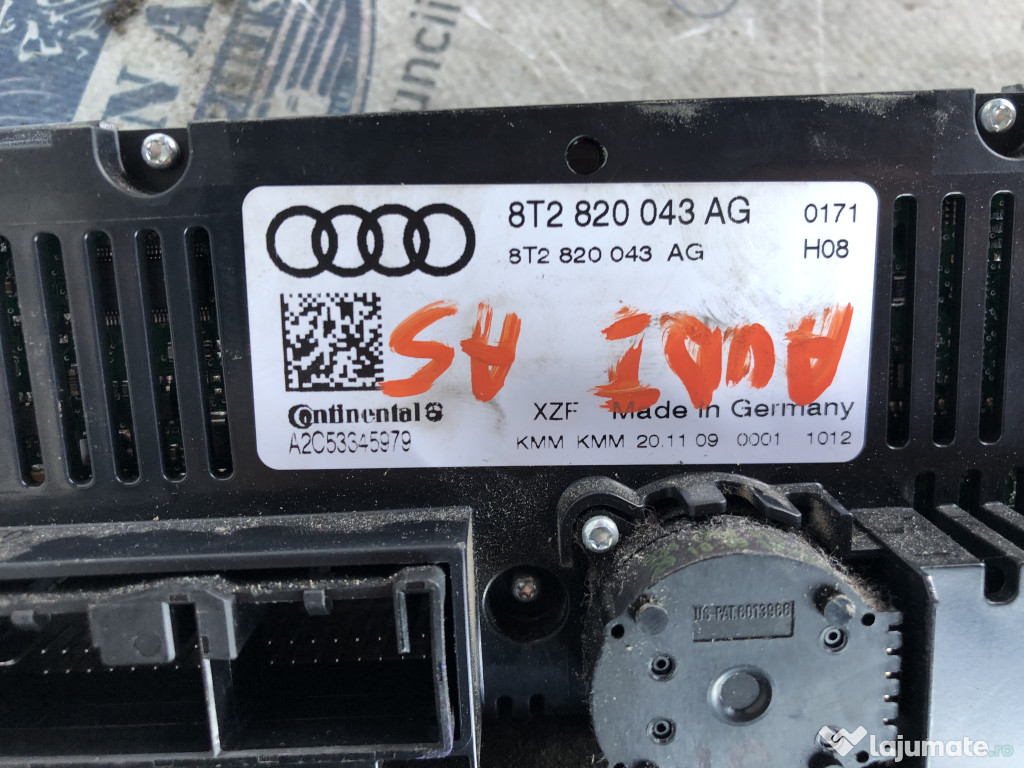 8T2 820 043 AG 0171
8T2 820 043 AG H08
AUDI A5
Continental
XZF Made in Germany
A2C53345979
KMM KMM 20.11 09 0001 1012
US-PAT.6013968
lajumate.ro